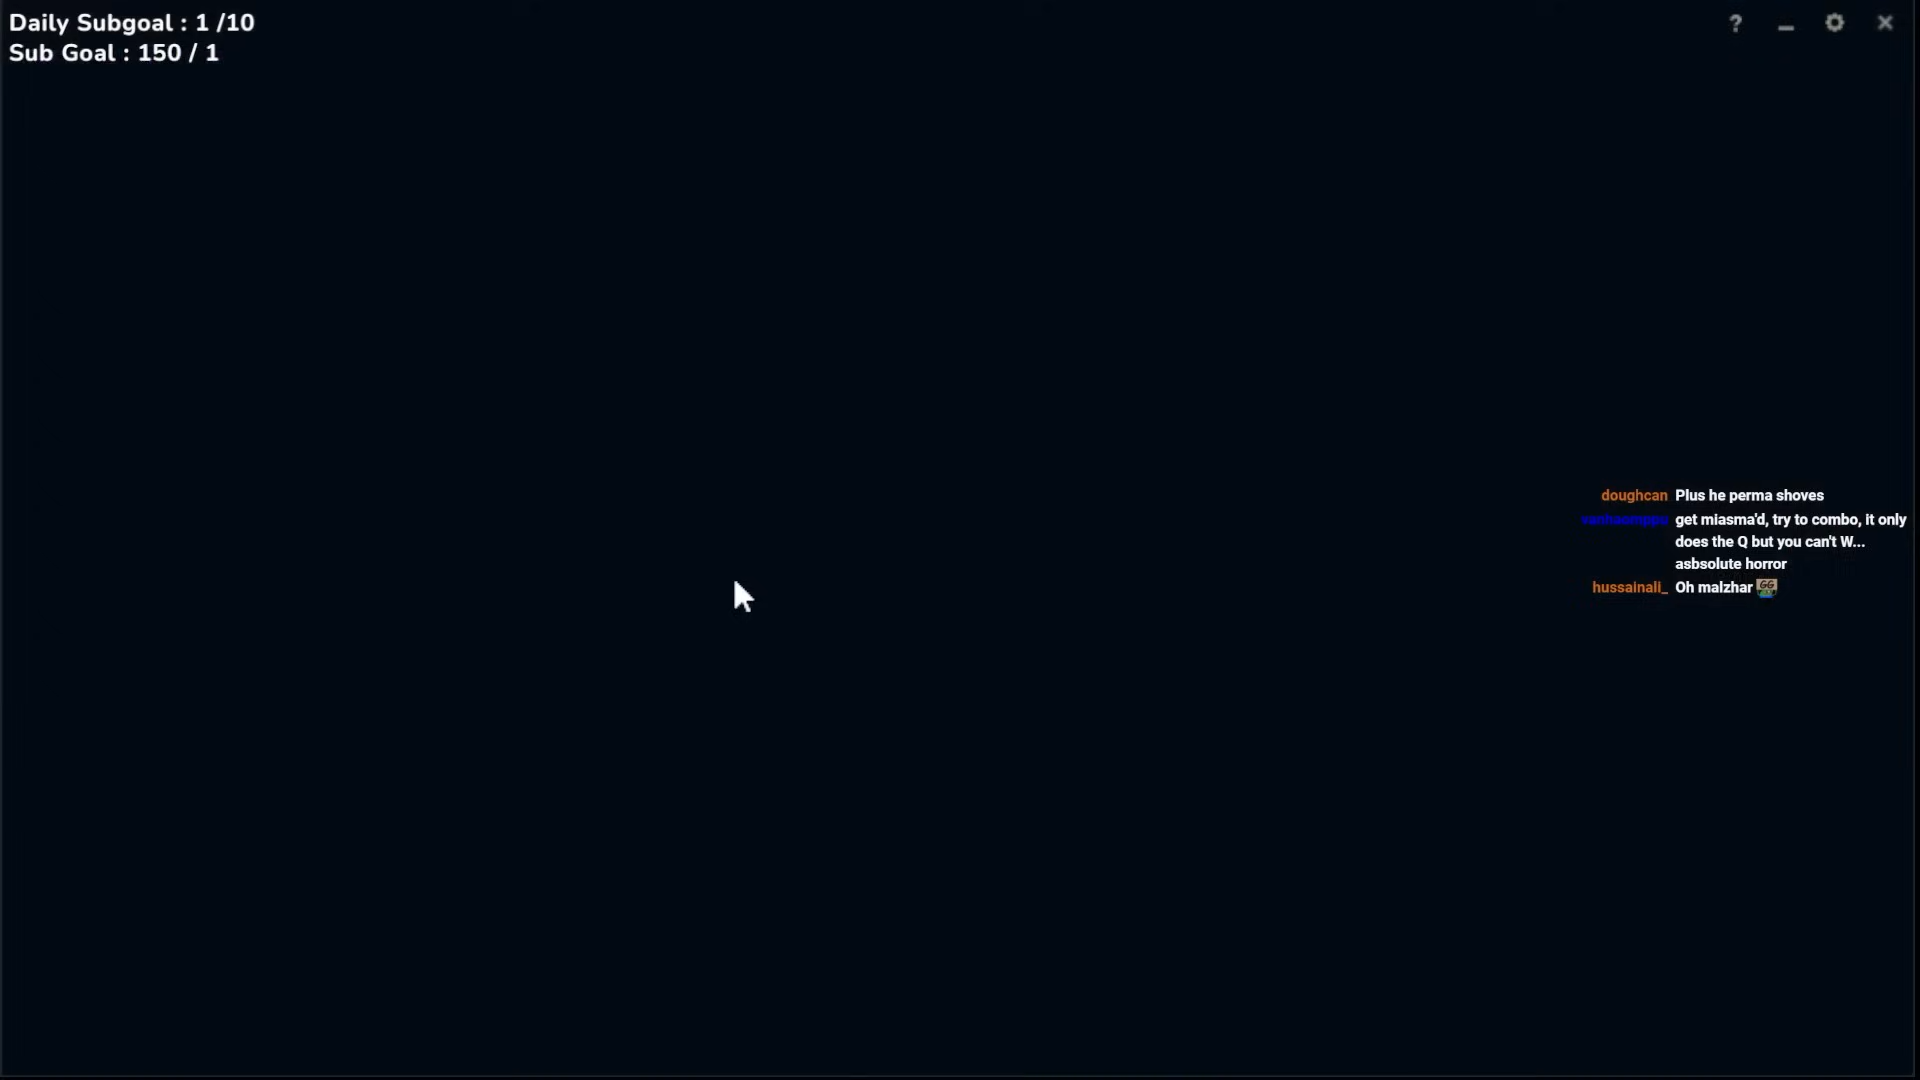 Daily Subgoal : 1 /10
Sub Goal : 150 / 1
?
doughcan Plus he perma shoves
get miasma'd, try to combo, it only
does the Q but you can't W...
asbsolute horror
hussainali_ Oh malzhar GG